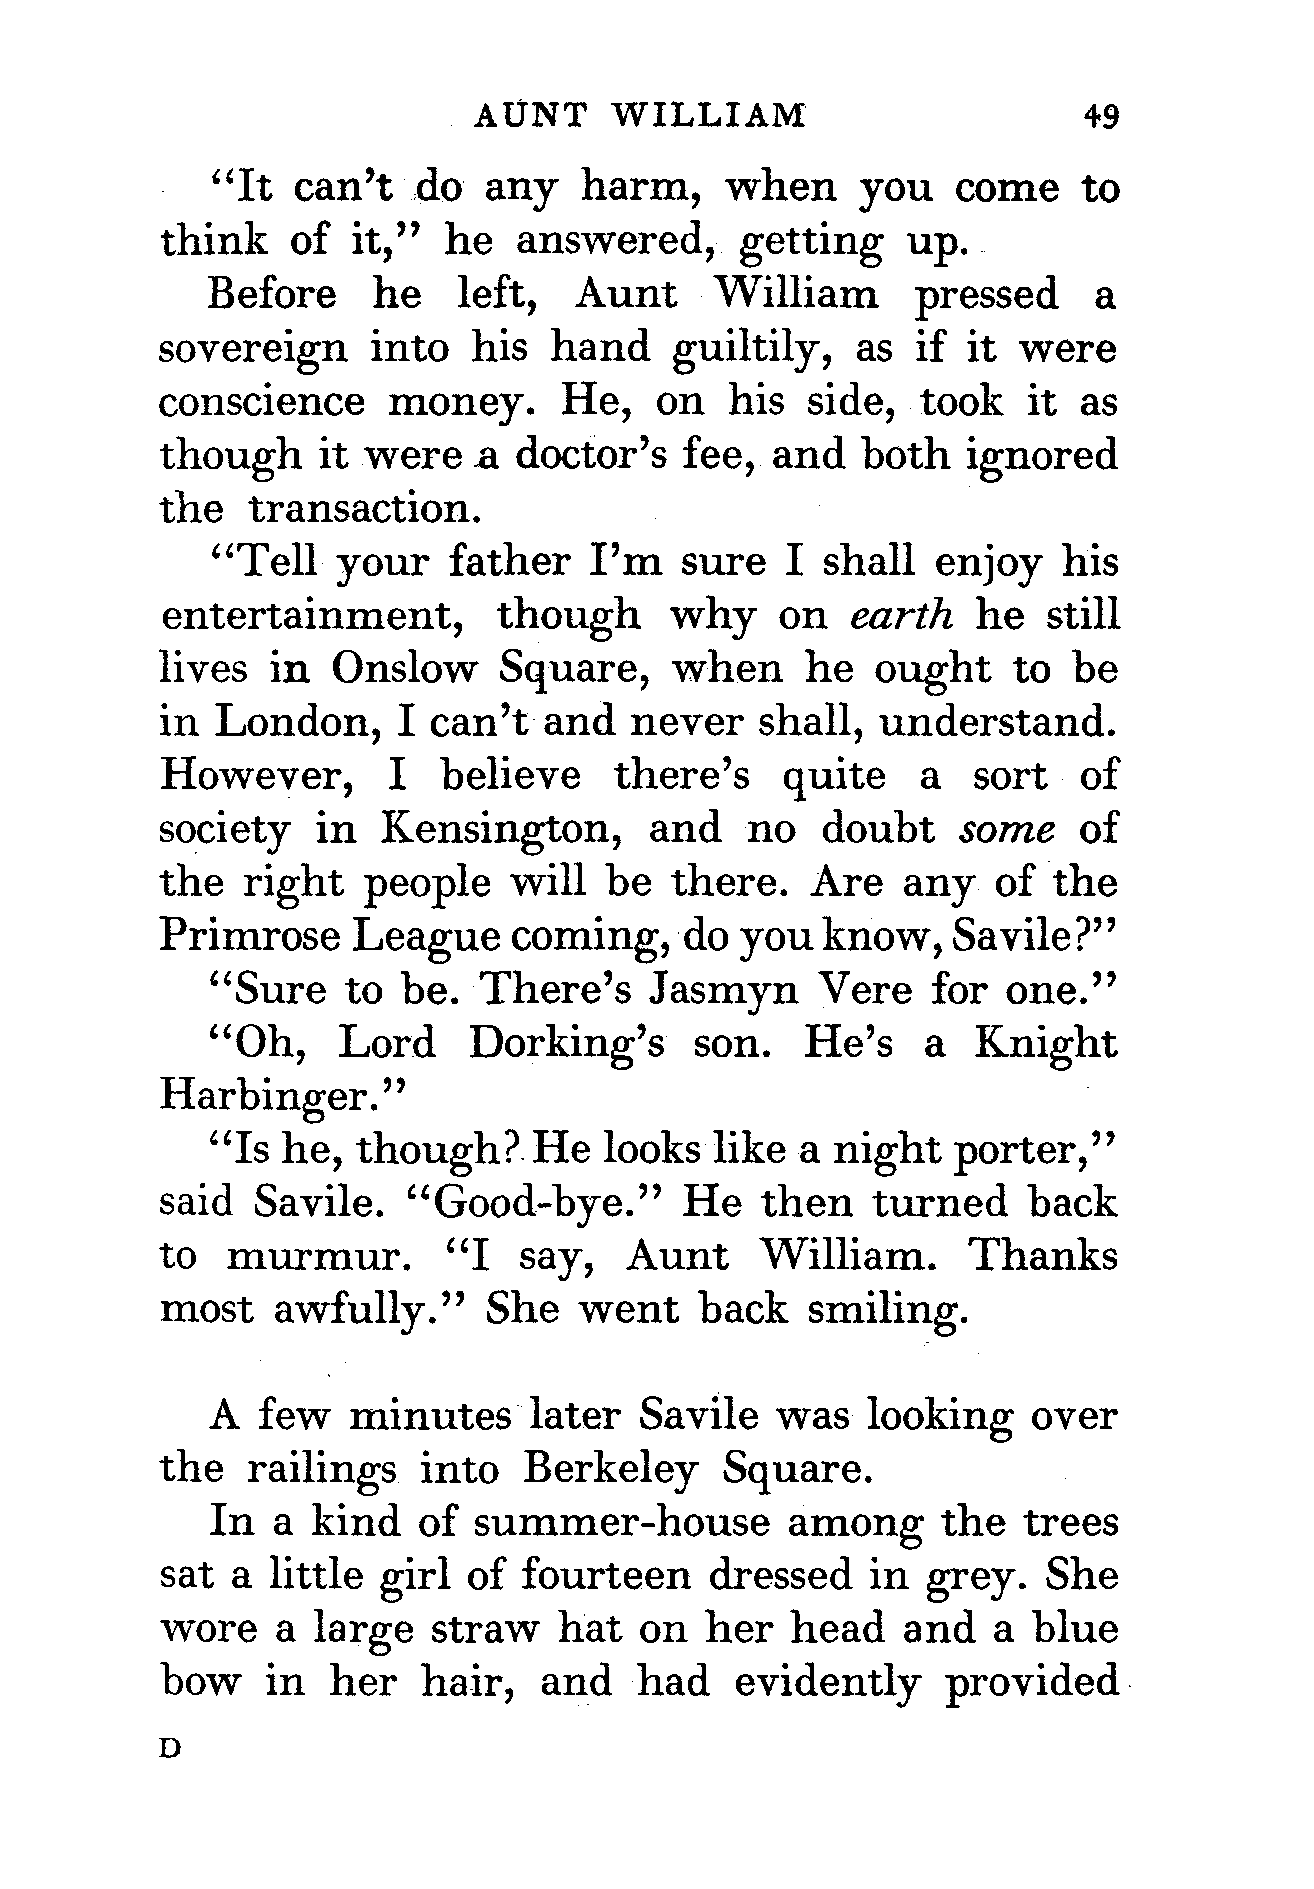 AUNT WILLIAM 49
“It can’t do any harm, when you come to
think of it,” he answered, getting up.
Before he left, Aunt William pressed a
sovereign into his hand guiltily, as if it were
conscience money. He, on his side, took it as
though it were a doctor’s fee, and both ignored
the transaction.
“Tell your father I’m sure I shall enjoy his
entertainment, though why on earth he still
lives in Onslow Square, when he ought to be
in London, I can’t and never shall, understand.
However, I believe there’s quite a sort of
society in Kensington, and no doubt some of
the right people will be there. Are any of the
Primrose League coming, do you know, Savile?”
“Sure to be. There’s Jasmyn Vere for one.”
“Oh, Lord Dorking’s son. He’s a Knight
Harbinger.”
“Is he, though? He looks like a night porter,”
said Savile. “Good-bye.” He then turned back
to murmur. “I say, Aunt William. Thanks
most awfully.” She went back smiling.
A few minutes later Savile was looking over
the railings into Berkeley Square.
In a kind of summer-house among the trees
sat a little girl of fourteen dressed in grey. She
wore a large straw hat on her head and a blue
bow in her hair, and had evidently provided
D